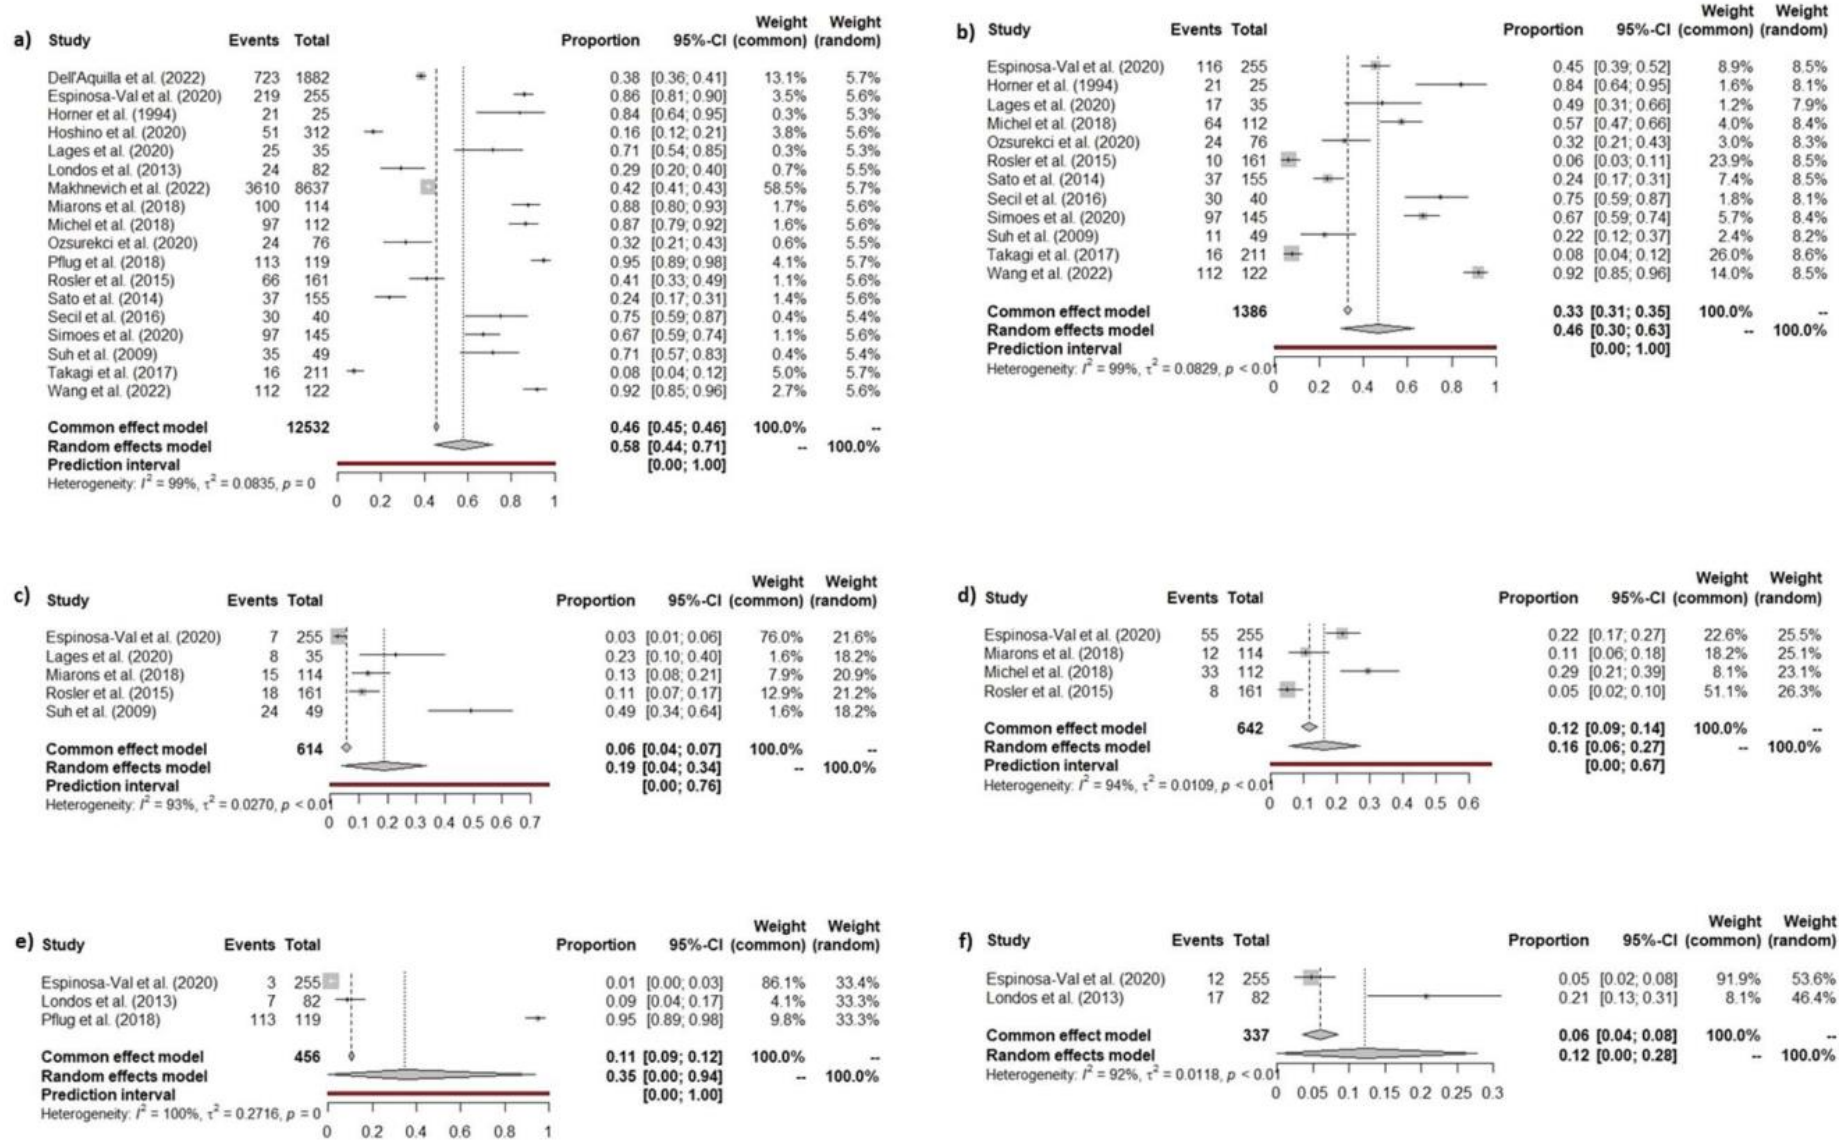 a) Study Events Total Proportion 95%-CI Weight (common) Weight (random)
Dell'Aquilla et al. (2022) 723 1882 0.38 [0.36; 0.41] 13.1% 5.7%
Espinosa-Val et al. (2020) 219 255 0.86 [0.81; 0.90] 3.5% 5.6%
Horner et al. (1994) 21 25 0.84 [0.64; 0.95] 0.3% 5.3%
Hoshino et al. (2020) 51 312 0.16 [0.12; 0.21] 3.8% 5.6%
Lages et al. (2020) 25 35 0.71 [0.54; 0.85] 0.3% 5.3%
Londos et al. (2013) 24 82 0.29 [0.20; 0.40] 0.7% 5.5%
Makhnevich et al. (2022) 3610 8637 0.42 [0.41; 0.43] 58.5% 5.7%
Miarons et al. (2018) 100 114 0.88 [0.80; 0.93] 1.7% 5.6%
Michel et al. (2018) 97 112 0.87 [0.79; 0.92] 1.6% 5.6%
Ozsurekci et al. (2020) 24 76 0.32 [0.21; 0.43] 0.6% 5.5%
Pflug et al. (2018) 113 119 0.95 [0.89; 0.98] 4.1% 5.7%
Rosler et al. (2015) 66 161 0.41 [0.33; 0.49] 1.1% 5.6%
Sato et al. (2014) 37 155 0.24 [0.17; 0.31] 1.4% 5.6%
Secil et al. (2016) 30 40 0.75 [0.59; 0.87] 0.4% 5.4%
Simoes et al. (2020) 97 145 0.67 [0.59; 0.74] 1.1% 5.6%
Suh et al. (2009) 35 49 0.71 [0.57; 0.83] 0.4% 5.4%
Takagi et al. (2017) 16 211 0.08 [0.04; 0.12] 5.0% 5.7%
Wang et al. (2022) 112 122 0.92 [0.85; 0.96] 2.7% 5.6%
Common effect model 12532 0.46 [0.45; 0.46] 100.0% --
Random effects model 0.58 [0.44; 0.71] -- 100.0%
Prediction interval [0.00; 1.00]
Heterogeneity: I² = 99%, τ² = 0.0835, p = 0
0 0.2 0.4 0.6 0.8 1
b) Study Events Total Proportion 95%-CI Weight (common) Weight (random)
Espinosa-Val et al. (2020) 116 255 0.45 [0.39; 0.52] 8.9% 8.5%
Horner et al. (1994) 21 25 0.84 [0.64; 0.95] 1.6% 8.1%
Lages et al. (2020) 17 35 0.49 [0.31; 0.66] 1.2% 7.9%
Michel et al. (2018) 64 112 0.57 [0.47; 0.66] 4.0% 8.4%
Ozsurekci et al. (2020) 24 76 0.32 [0.21; 0.43] 3.0% 8.3%
Rosler et al. (2015) 10 161 0.06 [0.03; 0.11] 23.9% 8.5%
Sato et al. (2014) 37 155 0.24 [0.17; 0.31] 7.4% 8.5%
Secil et al. (2016) 30 40 0.75 [0.59; 0.87] 1.8% 8.1%
Simoes et al. (2020) 97 145 0.67 [0.59; 0.74] 5.7% 8.4%
Suh et al. (2009) 11 49 0.22 [0.12; 0.37] 2.4% 8.2%
Takagi et al. (2017) 16 211 0.08 [0.04; 0.12] 26.0% 8.6%
Wang et al. (2022) 112 122 0.92 [0.85; 0.96] 14.0% 8.5%
Common effect model 1386 0.33 [0.31; 0.35] 100.0% --
Random effects model 0.46 [0.30; 0.63] -- 100.0%
Prediction interval [0.00; 1.00]
Heterogeneity: I² = 99%, τ² = 0.0829, p < 0.01
0 0.2 0.4 0.6 0.8 1
c) Study Events Total Proportion 95%-CI Weight (common) Weight (random)
Espinosa-Val et al. (2020) 7 255 0.03 [0.01; 0.06] 76.0% 21.6%
Lages et al. (2020) 8 35 0.23 [0.10; 0.40] 1.6% 18.2%
Miarons et al. (2018) 15 114 0.13 [0.08; 0.21] 7.9% 20.9%
Rosler et al. (2015) 18 161 0.11 [0.07; 0.17] 12.9% 21.2%
Suh et al. (2009) 24 49 0.49 [0.34; 0.64] 1.6% 18.2%
Common effect model 614 0.06 [0.04; 0.07] 100.0% --
Random effects model 0.19 [0.04; 0.34] -- 100.0%
Prediction interval [0.00; 0.76]
Heterogeneity: I² = 93%, τ² = 0.0270, p < 0.01
0 0.1 0.2 0.3 0.4 0.5 0.6 0.7
d) Study Events Total Proportion 95%-CI Weight (common) Weight (random)
Espinosa-Val et al. (2020) 55 255 0.22 [0.17; 0.27] 22.6% 25.5%
Miarons et al. (2018) 12 114 0.11 [0.06; 0.18] 18.2% 25.1%
Michel et al. (2018) 33 112 0.29 [0.21; 0.39] 8.1% 23.1%
Rosler et al. (2015) 8 161 0.05 [0.02; 0.10] 51.1% 26.3%
Common effect model 642 0.12 [0.09; 0.14] 100.0% --
Random effects model 0.16 [0.06; 0.27] -- 100.0%
Prediction interval [0.00; 0.67]
Heterogeneity: I² = 94%, τ² = 0.0109, p < 0.01
0 0.1 0.2 0.3 0.4 0.5 0.6
e) Study Events Total Proportion 95%-CI Weight (common) Weight (random)
Espinosa-Val et al. (2020) 3 255 0.01 [0.00; 0.03] 86.1% 33.4%
Londos et al. (2013) 7 82 0.09 [0.04; 0.17] 4.1% 33.3%
Pflug et al. (2018) 113 119 0.95 [0.89; 0.98] 9.8% 33.3%
Common effect model 456 0.11 [0.09; 0.12] 100.0% --
Random effects model 0.35 [0.00; 0.94] -- 100.0%
Prediction interval [0.00; 1.00]
Heterogeneity: I² = 100%, τ² = 0.2716, p = 0
0 0.2 0.4 0.6 0.8 1
f) Study Events Total Proportion 95%-CI Weight (common) Weight (random)
Espinosa-Val et al. (2020) 12 255 0.05 [0.02; 0.08] 91.9% 53.6%
Londos et al. (2013) 17 82 0.21 [0.13; 0.31] 8.1% 46.4%
Common effect model 337 0.06 [0.04; 0.08] 100.0% --
Random effects model 0.12 [0.00; 0.28] -- 100.0%
Heterogeneity: I² = 92%, τ² = 0.0118, p < 0.01
0 0.05 0.1 0.15 0.2 0.25 0.3